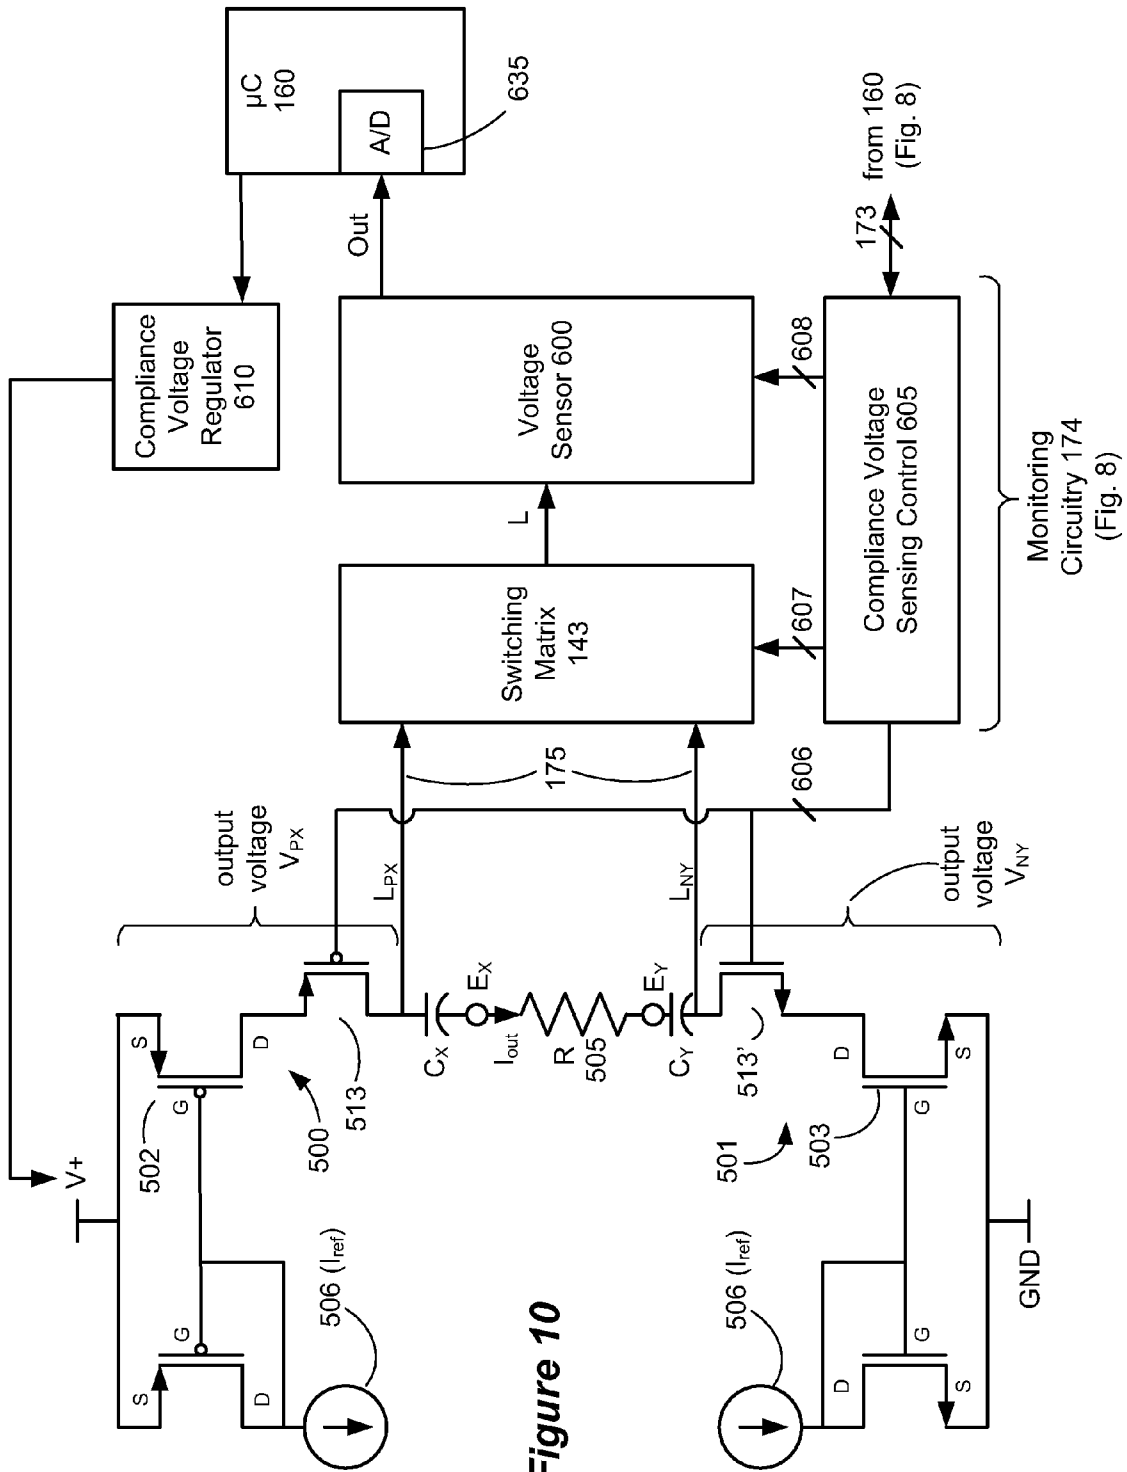 V+
Compliance
Voltage
Regulator
610
µC
160
A/D
635
Out
output
voltage
VPX
S
G
D
502
500
513
S
G
D
506 (Iref)
LPX
CX
EX
Iout
R
505
EY
CY
LNY
175
Switching
Matrix
143
L
Voltage
Sensor 600
606
607
608
Compliance Voltage
Sensing Control 605
173
from 160
(Fig. 8)
Monitoring
Circuitry 174
(Fig. 8)
output
voltage
VNY
513'
501
503
D
G
S
506 (Iref)
D
G
S
GND
Figure 10